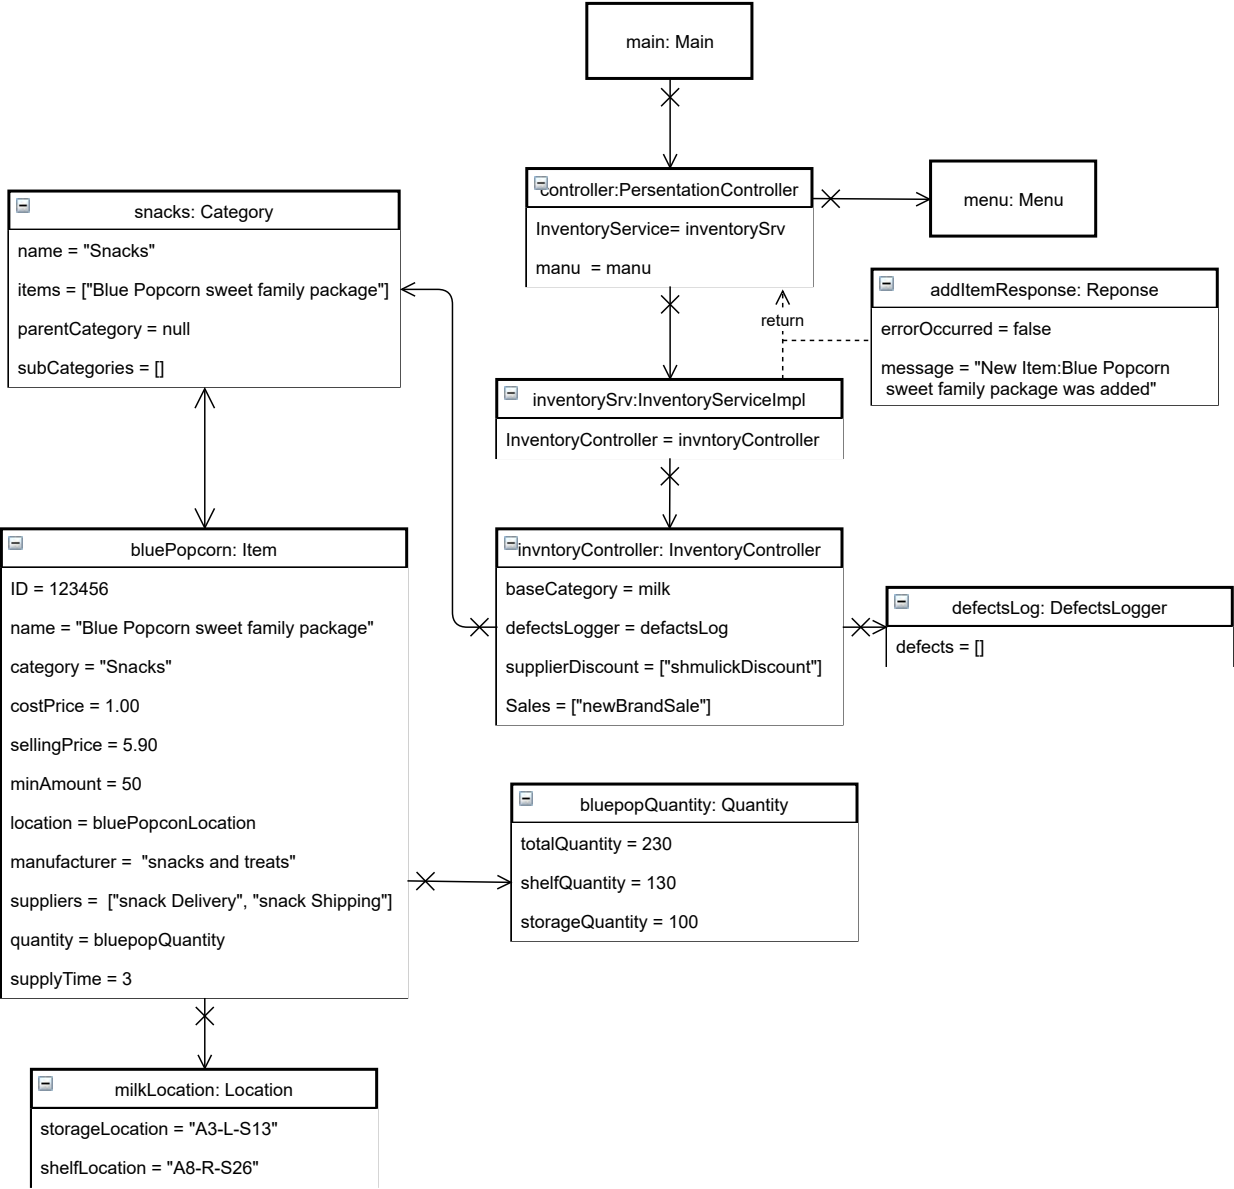 main: Main
controller:PersentationController
InventoryService= inventorySrv
manu  = manu
menu: Menu
snacks: Category
name = "Snacks"
items = ["Blue Popcorn sweet family package"]
parentCategory = null
subCategories = []
return
addItemResponse: Reponse
errorOccurred = false
message = "New Item:Blue Popcorn
sweet family package was added"
inventorySrv:InventoryServiceImpl
InventoryController = invntoryController
bluePopcorn: Item
ID = 123456
name = "Blue Popcorn sweet family package"
category = "Snacks"
costPrice = 1.00
sellingPrice = 5.90
minAmount = 50
location = bluePopconLocation
manufacturer =  "snacks and treats"
suppliers =  ["snack Delivery", "snack Shipping"]
quantity = bluepopQuantity
supplyTime = 3
invntoryController: InventoryController
baseCategory = milk
defectsLogger = defactsLog
supplierDiscount = ["shmulickDiscount"]
Sales = ["newBrandSale"]
defectsLog: DefectsLogger
defects = []
bluepopQuantity: Quantity
totalQuantity = 230
shelfQuantity = 130
storageQuantity = 100
milkLocation: Location
storageLocation = "A3-L-S13"
shelfLocation = "A8-R-S26"